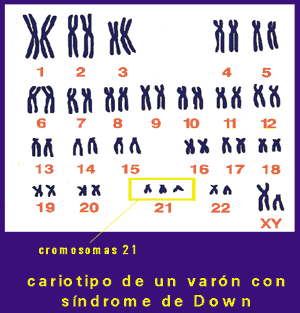 1 2 3 4 5
6 7 8 9 10 11 12
13 14 15 16 17 18
19 20 21 22 XY
cromosomas 21
cariotipo de un varón con
síndrome de Down